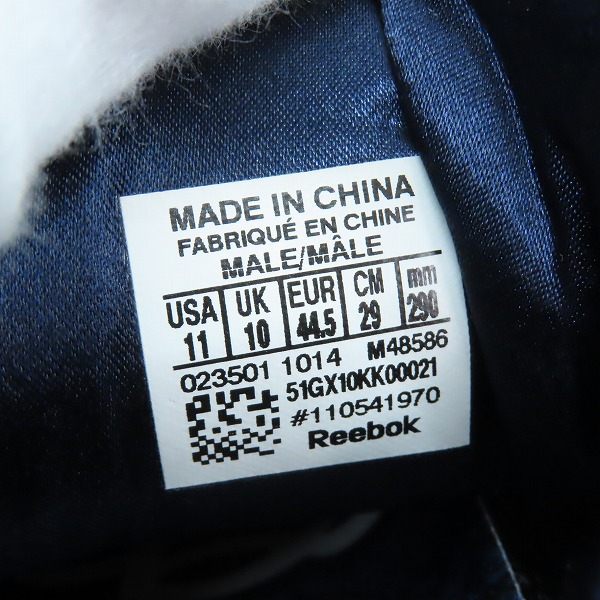 MADE IN CHINA
FABRIQUÉ EN CHINE
MALE/MÂLE
USA UK EUR CM mm
11 10 44.5 29 290
023501 1014 M48586
51GX10KK00021
#110541970
Reebok